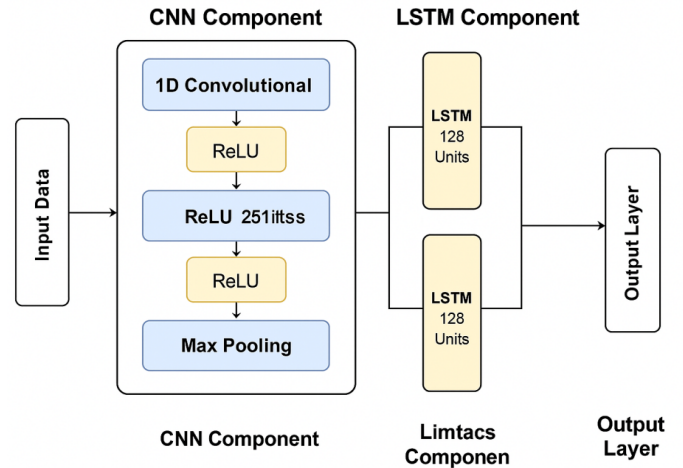 CNN Component
LSTM Component
Input Data
1D Convolutional
ReLU
ReLU 251iftss
ReLU
Max Pooling
LSTM
128
Units
LSTM
128
Units
Output Layer
CNN Component
Limtacs
Componen
Output
Layer